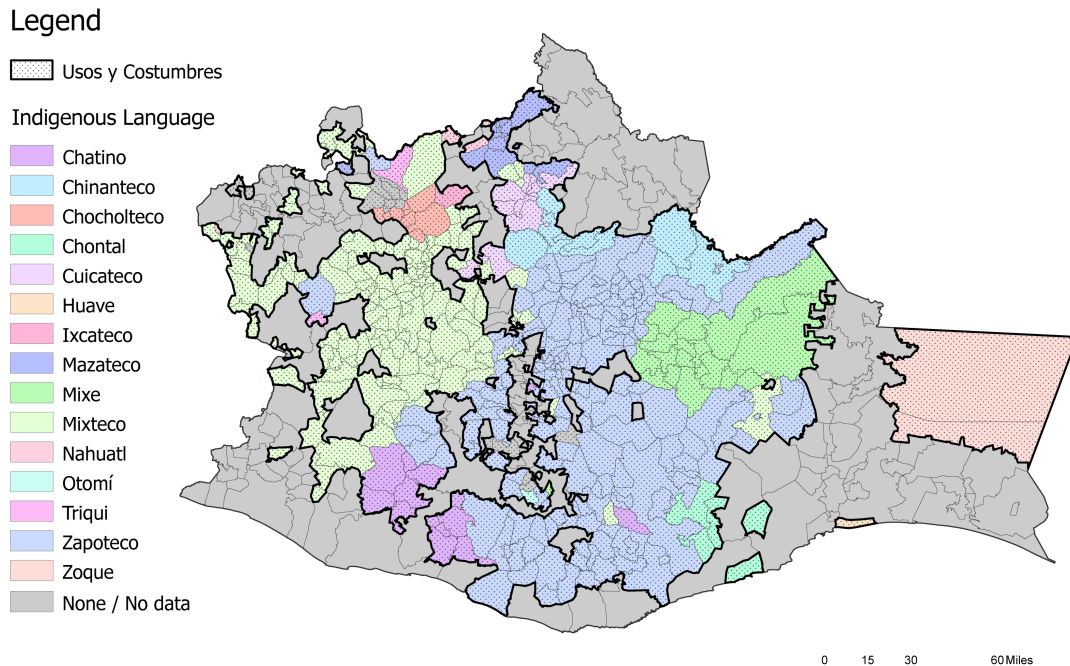 Legend
Usos y Costumbres
Indigenous Language
Chatino
Chinanteco
Chocholteco
Chontal
Cuicateco
Huave
Ixcateco
Mazateco
Mixe
Mixteco
Nahuatl
Otomí
Triqui
Zapoteco
Zoque
None / No data
0 15 30 60 Miles